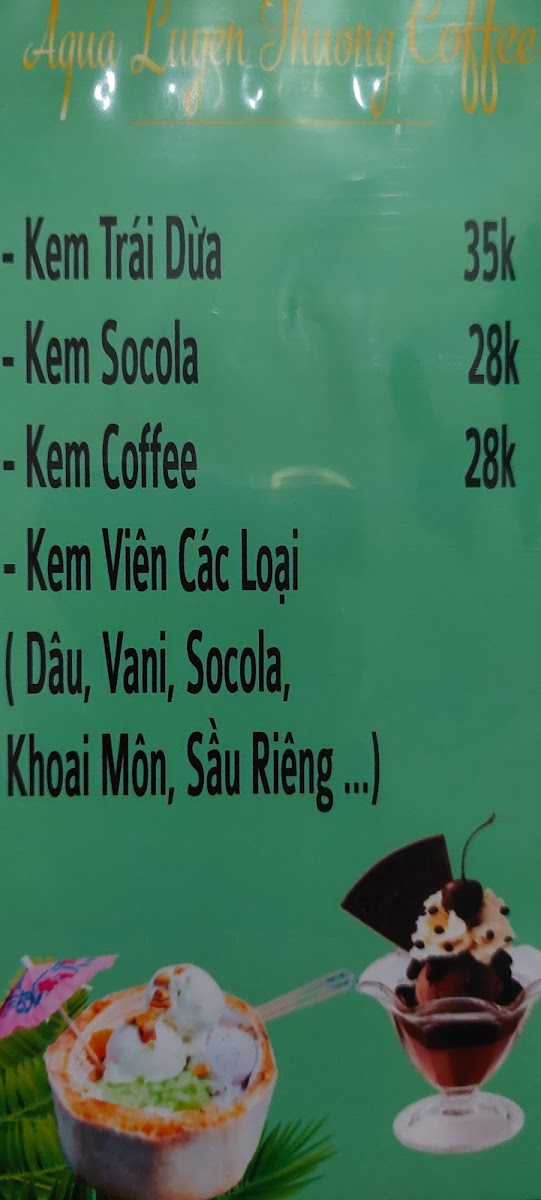 Aqua Luyen Thuong Coffee
- Kem Trái Dừa 35k
- Kem Socola 28k
- Kem Coffee 28k
- Kem Viên Các Loại
( Dâu, Vani, Socola,
Khoai Môn, Sầu Riêng ...)